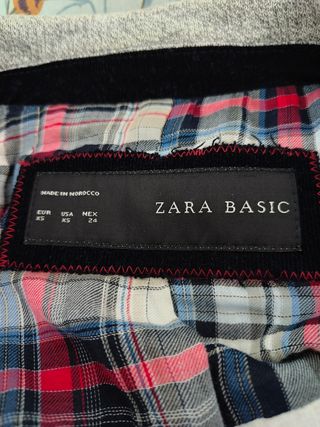 MADE IN MOROCCO
EUR USA MEX
XS XS 24
ZARA BASIC